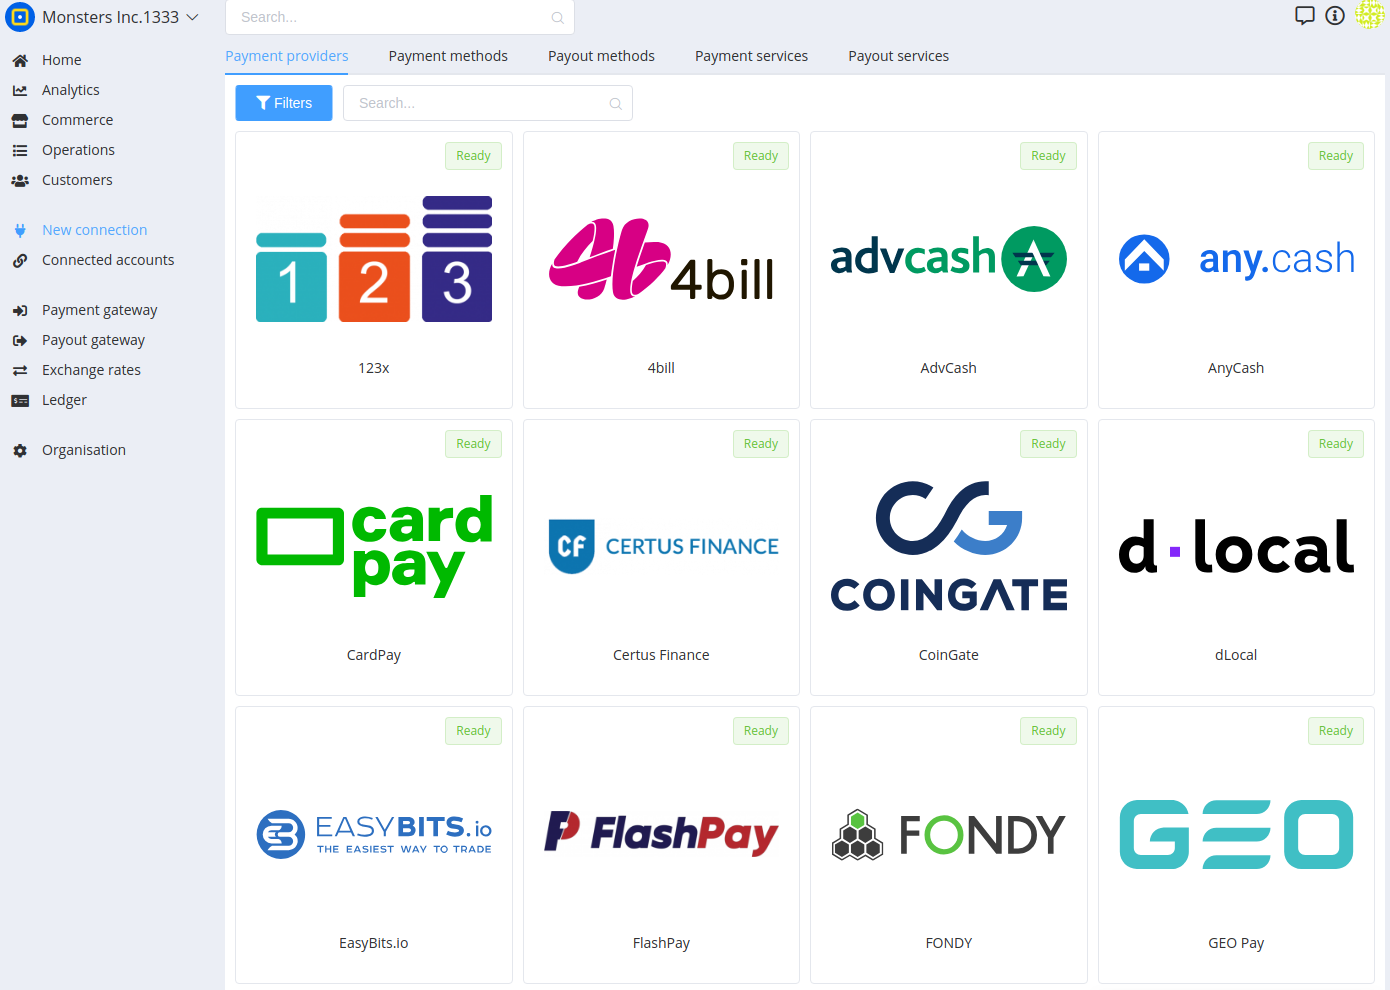 Monsters Inc.1333
Search...
Home
Analytics
Commerce
Operations
Customers
New connection
Connected accounts
Payment gateway
Payout gateway
Exchange rates
Ledger
Organisation
Payment providers
Payment methods
Payout methods
Payment services
Payout services
Filters
Search...
Ready
1 2 3
123x
Ready
4b 4bill
4bill
Ready
advcash
AdvCash
Ready
any.cash
AnyCash
Ready
card
pay
CardPay
Ready
CF CERTUS FINANCE
Certus Finance
Ready
CG
COINGATE
CoinGate
Ready
d·local
dLocal
Ready
EASYBITS.io
THE EASIEST WAY TO TRADE
EasyBits.io
Ready
FlashPay
FlashPay
Ready
FONDY
FONDY
Ready
GEO
GEO Pay